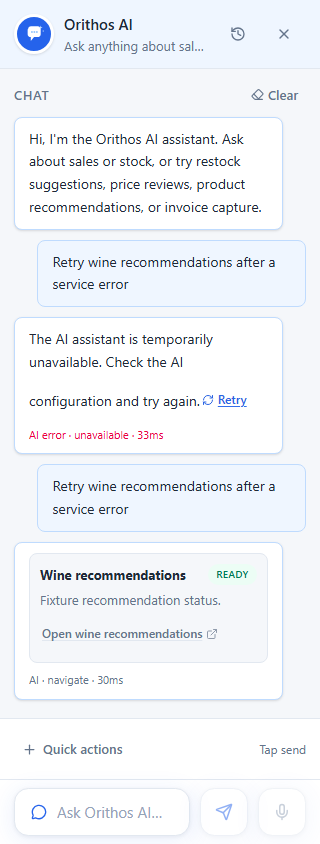 Orithos AI
Ask anything about sal...
CHAT
Clear
Hi, I'm the Orithos AI assistant. Ask
about sales or stock, or try restock
suggestions, price reviews, product
recommendations, or invoice capture.
Retry wine recommendations after a
service error
The AI assistant is temporarily
unavailable. Check the AI
configuration and try again. Retry
AI error · unavailable · 33ms
Retry wine recommendations after a
service error
Wine recommendations READY
Fixture recommendation status.
Open wine recommendations
AI · navigate · 30ms
Quick actions
Tap send
Ask Orithos AI...